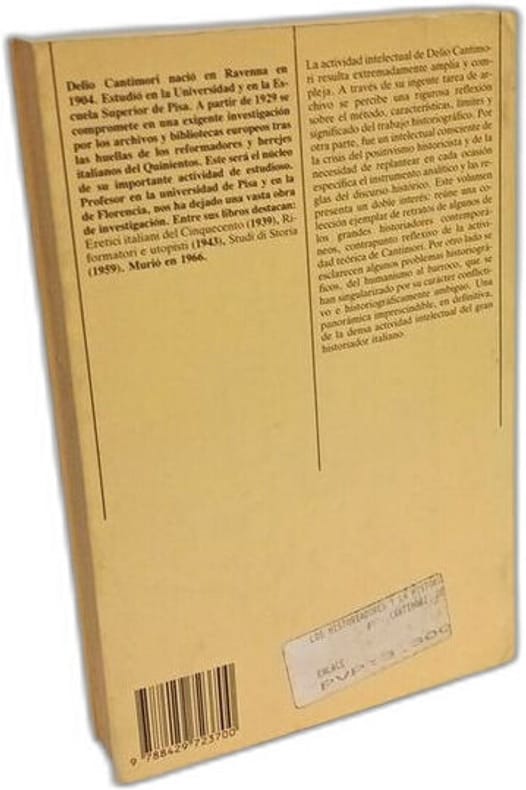 Delio Cantimori nació en Ravenna en
1904. Estudió en la Universidad y en la Es-
cuela Superior de Pisa. A partir de 1929 se
compromete en una exigente investigación
por los archivos y bibliotecas europeos tras
las huellas de los reformadores y herejes
italianos del Quinientos. Este será el núcleo
de su importante actividad de estudioso.
Profesor en la universidad de Pisa y en la
de Florencia, nos ha dejado una vasta obra
de investigación. Entre sus libros destacan:
Eretici italiani del Cinquecento (1939), Ri-
formatori e utopisti (1943), Studi di Storia
(1959). Murió en 1966.
La actividad intelectual de Delio Cantimo-
ri resulta extremadamente amplia y com-
pleja. A través de su ingente tarea de ar-
chivo se percibe una rigurosa reflexión
sobre el método, características, límites y
significado del trabajo historiográfico. Por
otra parte, fue un intelectual consciente de
la crisis del positivismo historicista y de la
necesidad de replantear en cada ocasión
específica el instrumento analítico y las re-
glas del discurso histórico. Este volumen
presenta un doble interés: reúne una co-
lección ejemplar de retratos de algunos de
los grandes historiadores contemporá-
neos, contrapunto reflexivo de la activi-
dad teórica de Cantimori. Por otro lado se
esclarecen algunos problemas historiográ-
ficos, del humanismo al barroco, que se
han singularizado por su carácter conflicti-
vo e historiográficamente ambiguo. Una
panorámica imprescindible, en definitiva,
de la densa actividad intelectual del gran
historiador italiano
LOS HISTORIADORES Y LA HISTORI
CANTIMORI, DE
ENLACE
PVP: 3.300
9 788429 723700